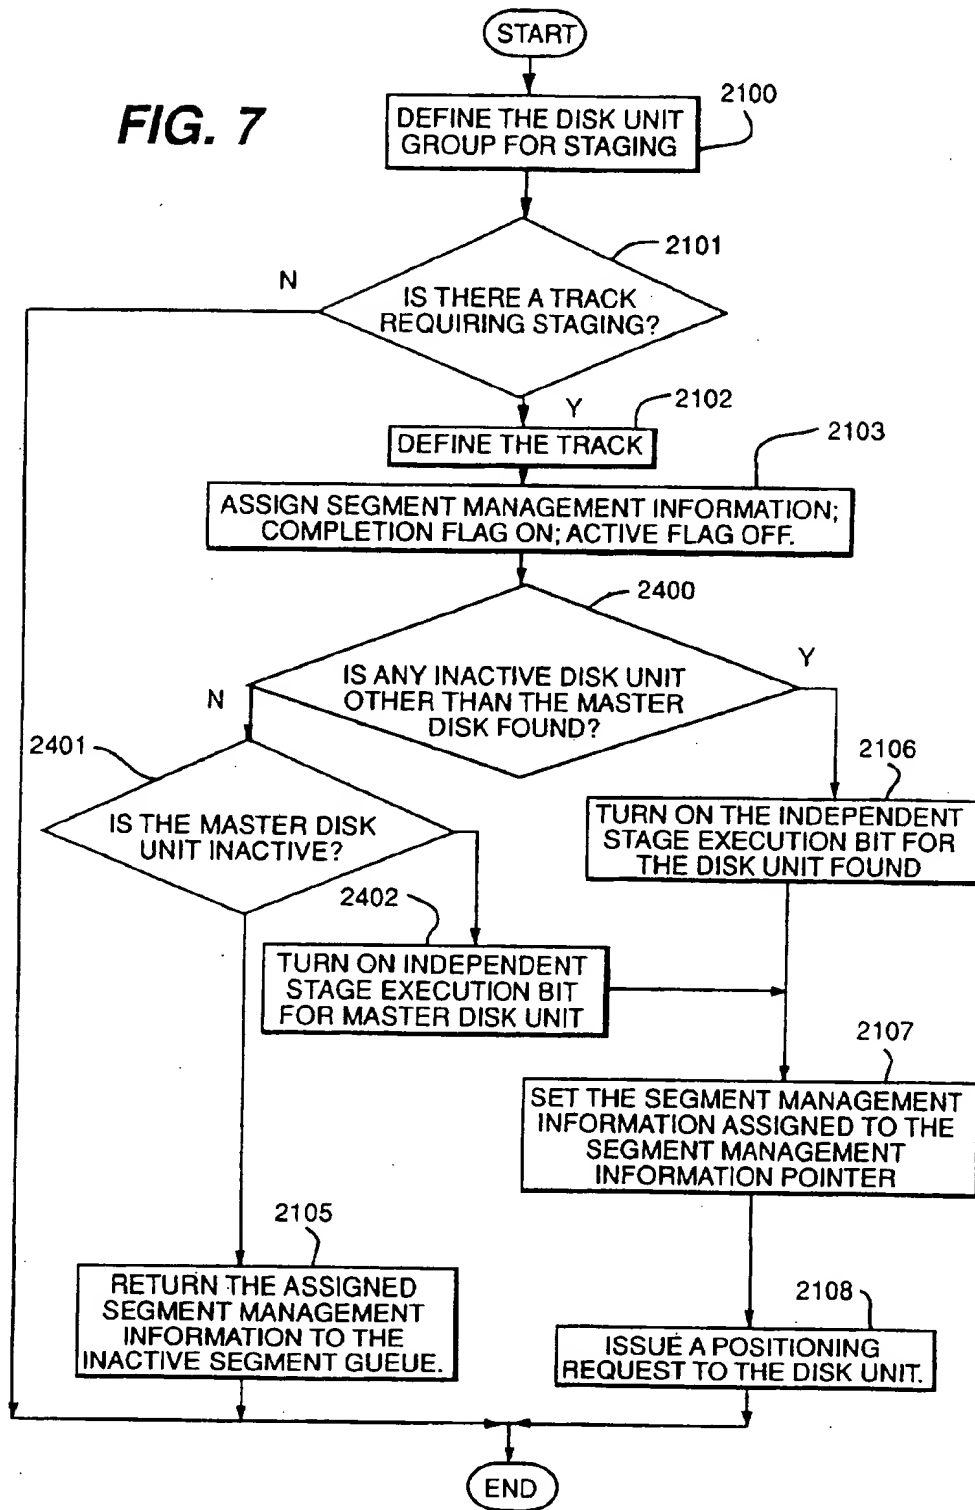 START
FIG. 7
2100
DEFINE THE DISK UNIT
GROUP FOR STAGING
2101
N
IS THERE A TRACK
REQUIRING STAGING?
Y
2102
DEFINE THE TRACK
2103
ASSIGN SEGMENT MANAGEMENT INFORMATION;
COMPLETION FLAG ON; ACTIVE FLAG OFF.
2400
IS ANY INACTIVE DISK UNIT
OTHER THAN THE MASTER
DISK FOUND?
Y
N
2401
IS THE MASTER DISK
UNIT INACTIVE?
2106
TURN ON THE INDEPENDENT
STAGE EXECUTION BIT FOR
THE DISK UNIT FOUND
2402
TURN ON INDEPENDENT
STAGE EXECUTION BIT
FOR MASTER DISK UNIT
2107
SET THE SEGMENT MANAGEMENT
INFORMATION ASSIGNED TO THE
SEGMENT MANAGEMENT
INFORMATION POINTER
2105
RETURN THE ASSIGNED
SEGMENT MANAGEMENT
INFORMATION TO THE
INACTIVE SEGMENT GUEUE.
2108
ISSUE A POSITIONING
REQUEST TO THE DISK UNIT.
END